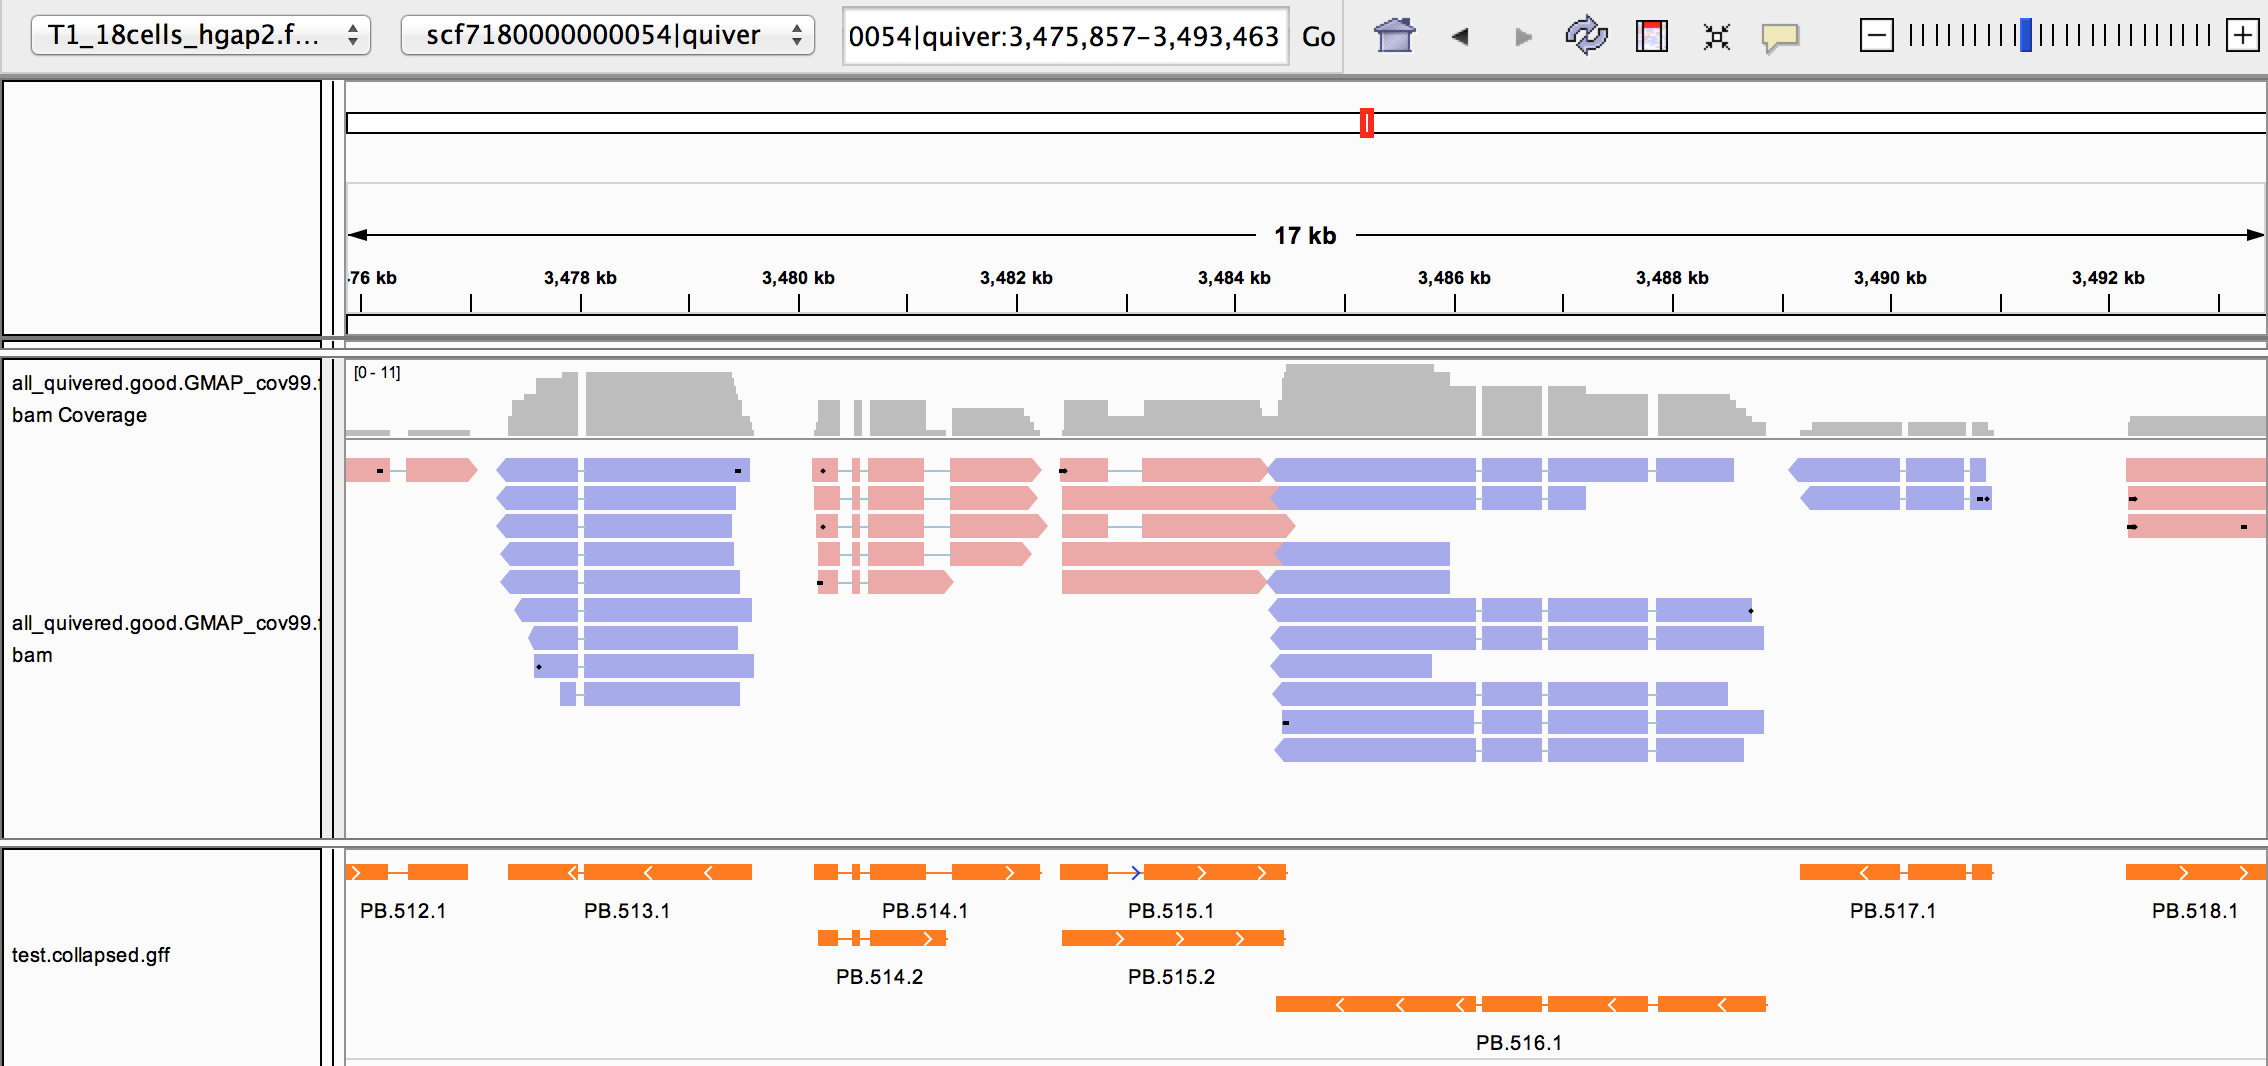 T1_18cells_hgap2.f... scf7180000000054|quiver 0054|quiver:3,475,857-3,493,463 Go
17 kb
76 kb 3,478 kb 3,480 kb 3,482 kb 3,484 kb 3,486 kb 3,488 kb 3,490 kb 3,492 kb
[0 - 11]
all_quivered.good.GMAP_cov99.
bam Coverage
all_quivered.good.GMAP_cov99.
bam
PB.512.1 PB.513.1 PB.514.1 PB.515.1 PB.517.1 PB.518.1
test.collapsed.gff
PB.514.2 PB.515.2
PB.516.1